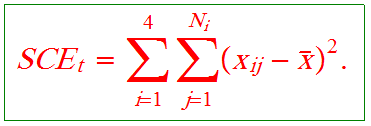 SCE_t = \sum_{i=1}^{4} \sum_{j=1}^{N_i} (x_{ij} - \bar{x})^2.